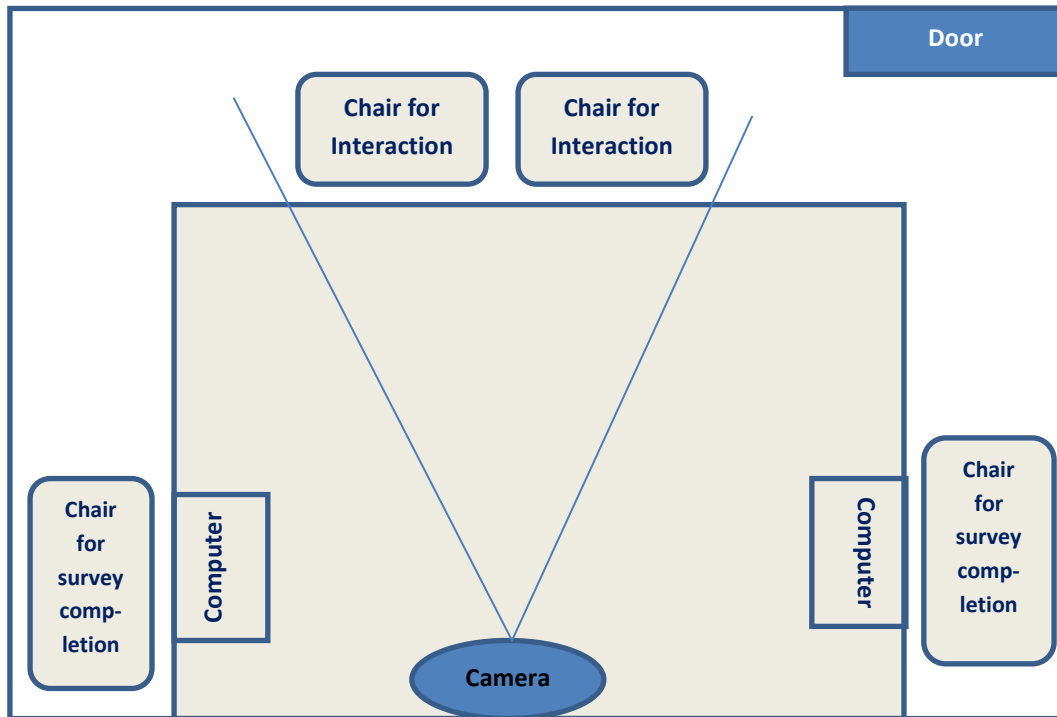 Door
Chair for
Interaction
Chair for
Interaction
Chair
for
survey
comp-
letion
Computer
Computer
Chair
for
survey
comp-
letion
Camera